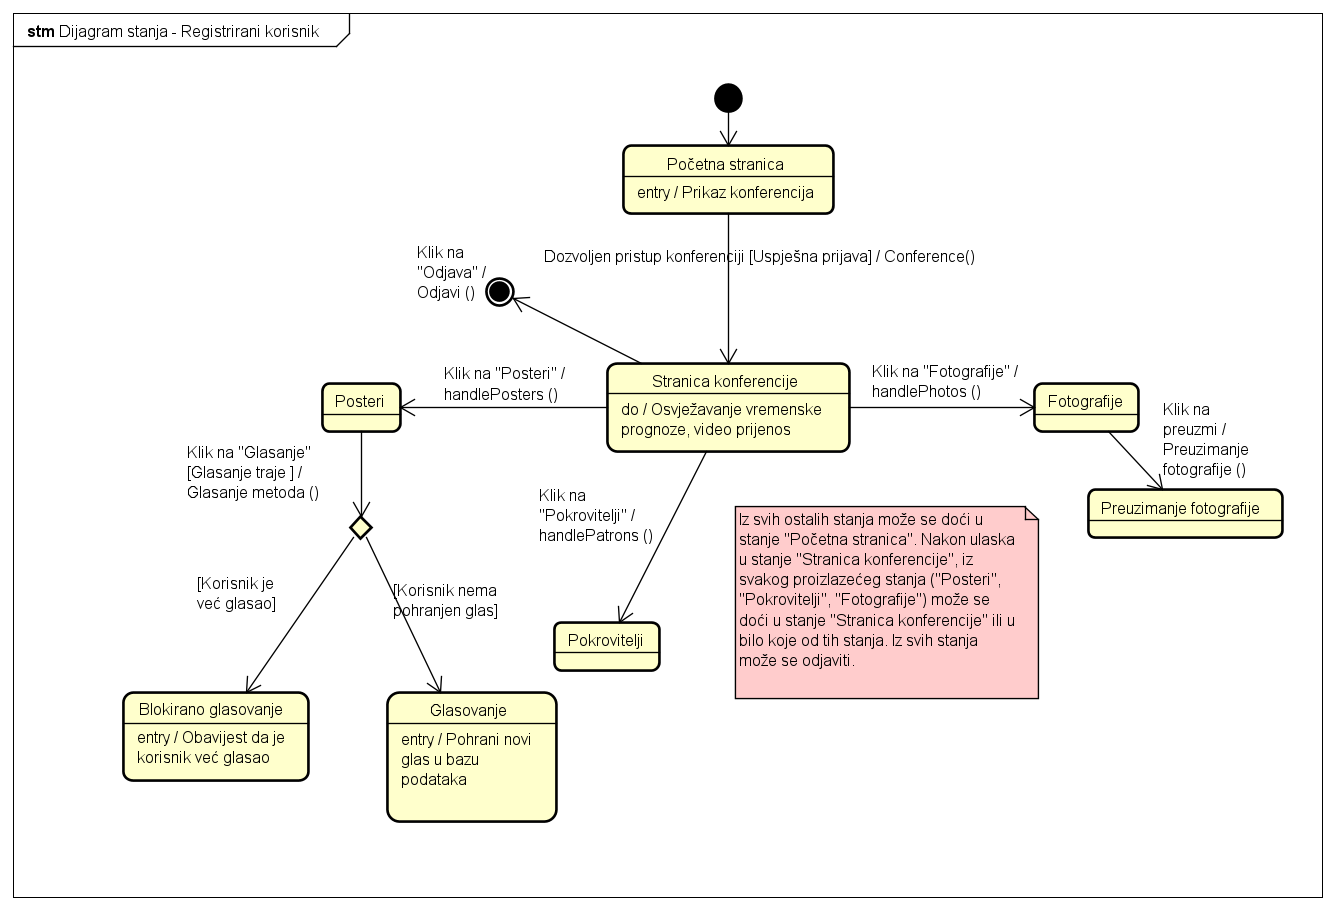 stm Dijagram stanja - Registrirani korisnik
Početna stranica
entry / Prikaz konferencija
Dozvoljen pristup konferenciji [Uspješna prijava] / Conference()
Klik na
"Odjava" /
Odjavi ()
Stranica konferencije
do / Osvježavanje vremenske
prognoze, video prijenos
Klik na "Posteri" /
handlePosters ()
Posteri
Klik na "Fotografije" /
handlePhotos ()
Fotografije
Klik na
preuzmi /
Preuzimanje
fotografije ()
Preuzimanje fotografije
Klik na "Glasanje"
[Glasanje traje ] /
Glasanje metoda ()
Klik na
"Pokrovitelji" /
handlePatrons ()
Iz svih ostalih stanja može se doći u
stanje "Početna stranica". Nakon ulaska
u stanje "Stranica konferencije", iz
svakog proizlazećeg stanja ("Posteri",
"Pokrovitelji", "Fotografije") može se
doći u stanje "Stranica konferencije" ili u
bilo koje od tih stanja. Iz svih stanja
može se odjaviti.
[Korisnik je
već glasao]
[Korisnik nema
pohranjen glas]
Pokrovitelji
Blokirano glasovanje
entry / Obavijest da je
korisnik već glasao
Glasovanje
entry / Pohrani novi
glas u bazu
podataka